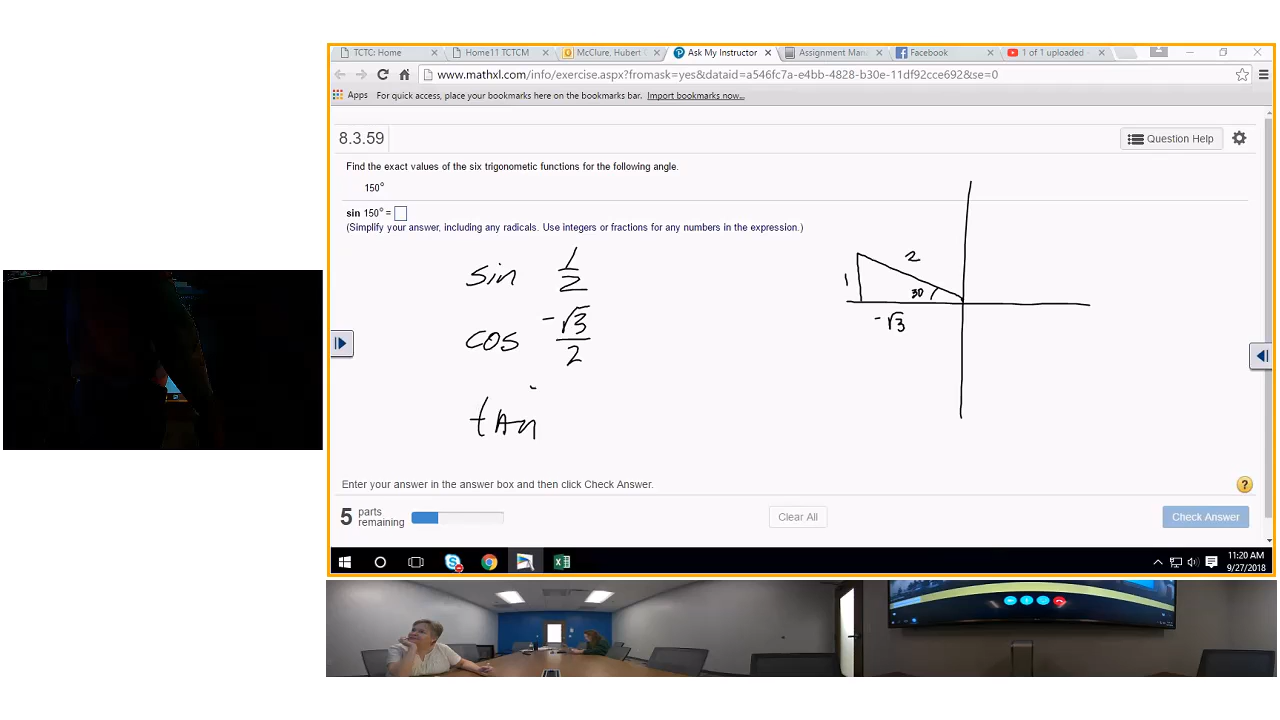 TCTC: Home
Home11 TCTCM
McClure, Hubert C
Ask My Instructor
Assignment Man
Facebook
1 of 1 uploaded -
www.mathxl.com/info/exercise.aspx?fromask=yes&dataid=a546fc7a-e4bb-4828-b30e-11df92cce692&se=0
Apps For quick access, place your bookmarks here on the bookmarks bar. Import bookmarks now...
8.3.59
Question Help
Find the exact values of the six trigonometic functions for the following angle.
150°
sin 150° =
(Simplify your answer, including any radicals. Use integers or fractions for any numbers in the expression.)
sin 1/2
cos -√3/2
tAn
2
1
30
-√3
Enter your answer in the answer box and then click Check Answer.
?
5 parts remaining
Clear All
Check Answer
11:20 AM
9/27/2018